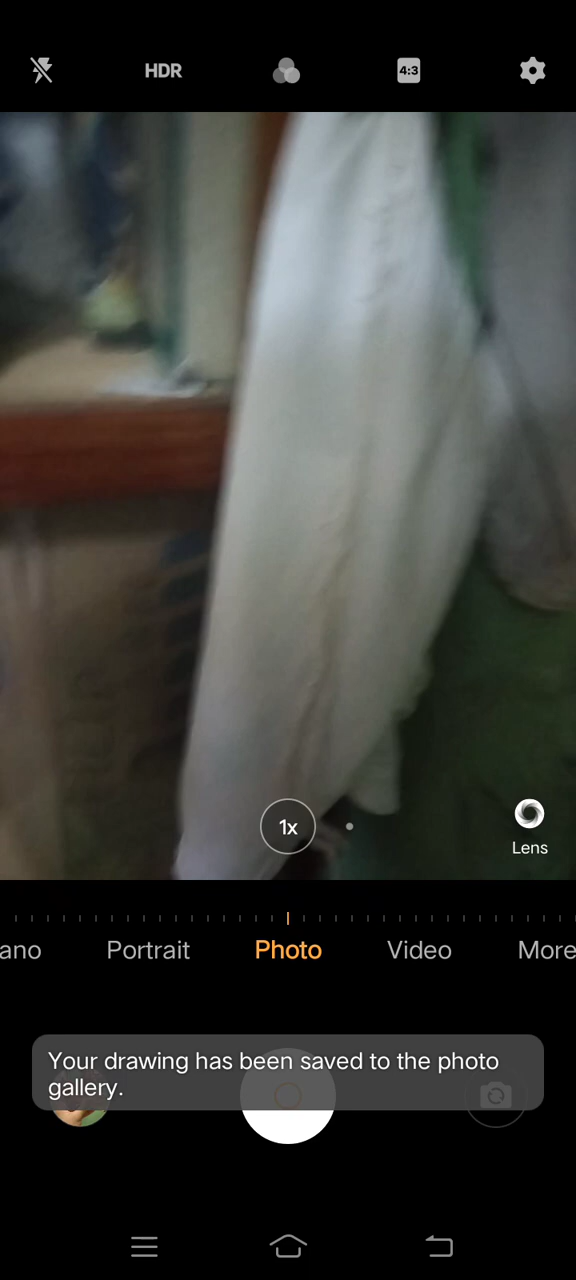 HDR
4:3
1x
Lens
ano
Portrait
Photo
Video
More
Your drawing has been saved to the photo
gallery.